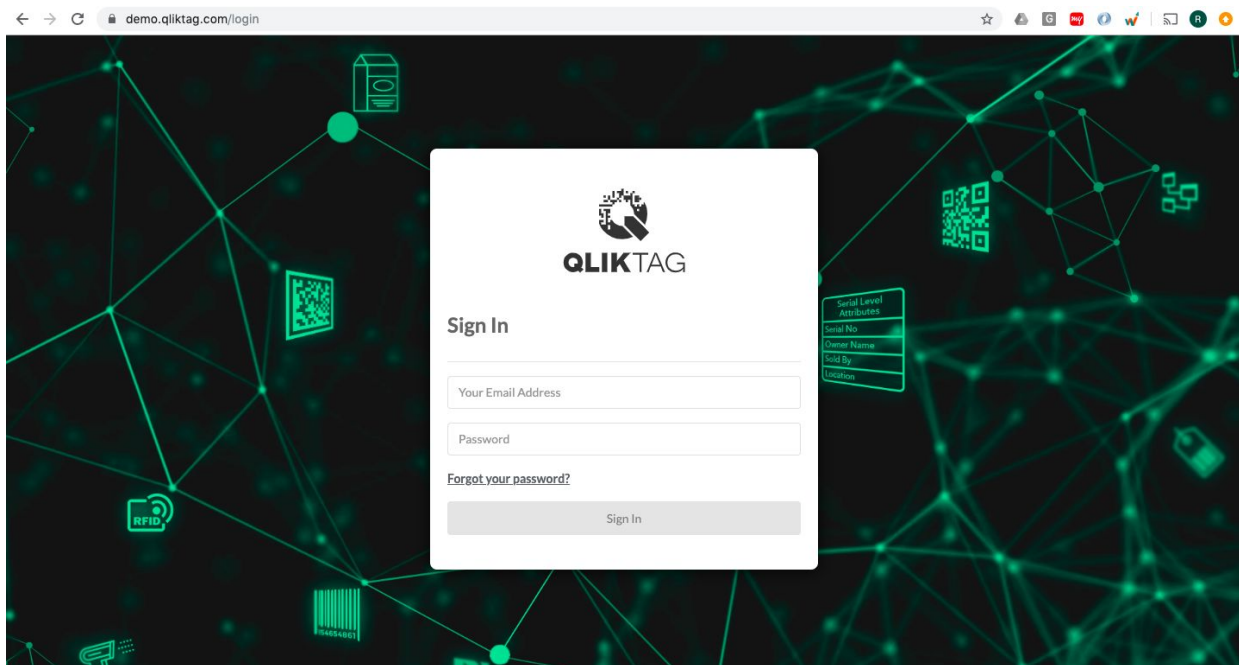 demo.qliktag.com/login
R
QLIKTAG
Sign In
Your Email Address
Password
Forgot your password?
Sign In
Serial Level
Attributes
Serial No
Owner Name
Sold By
Location
RFID